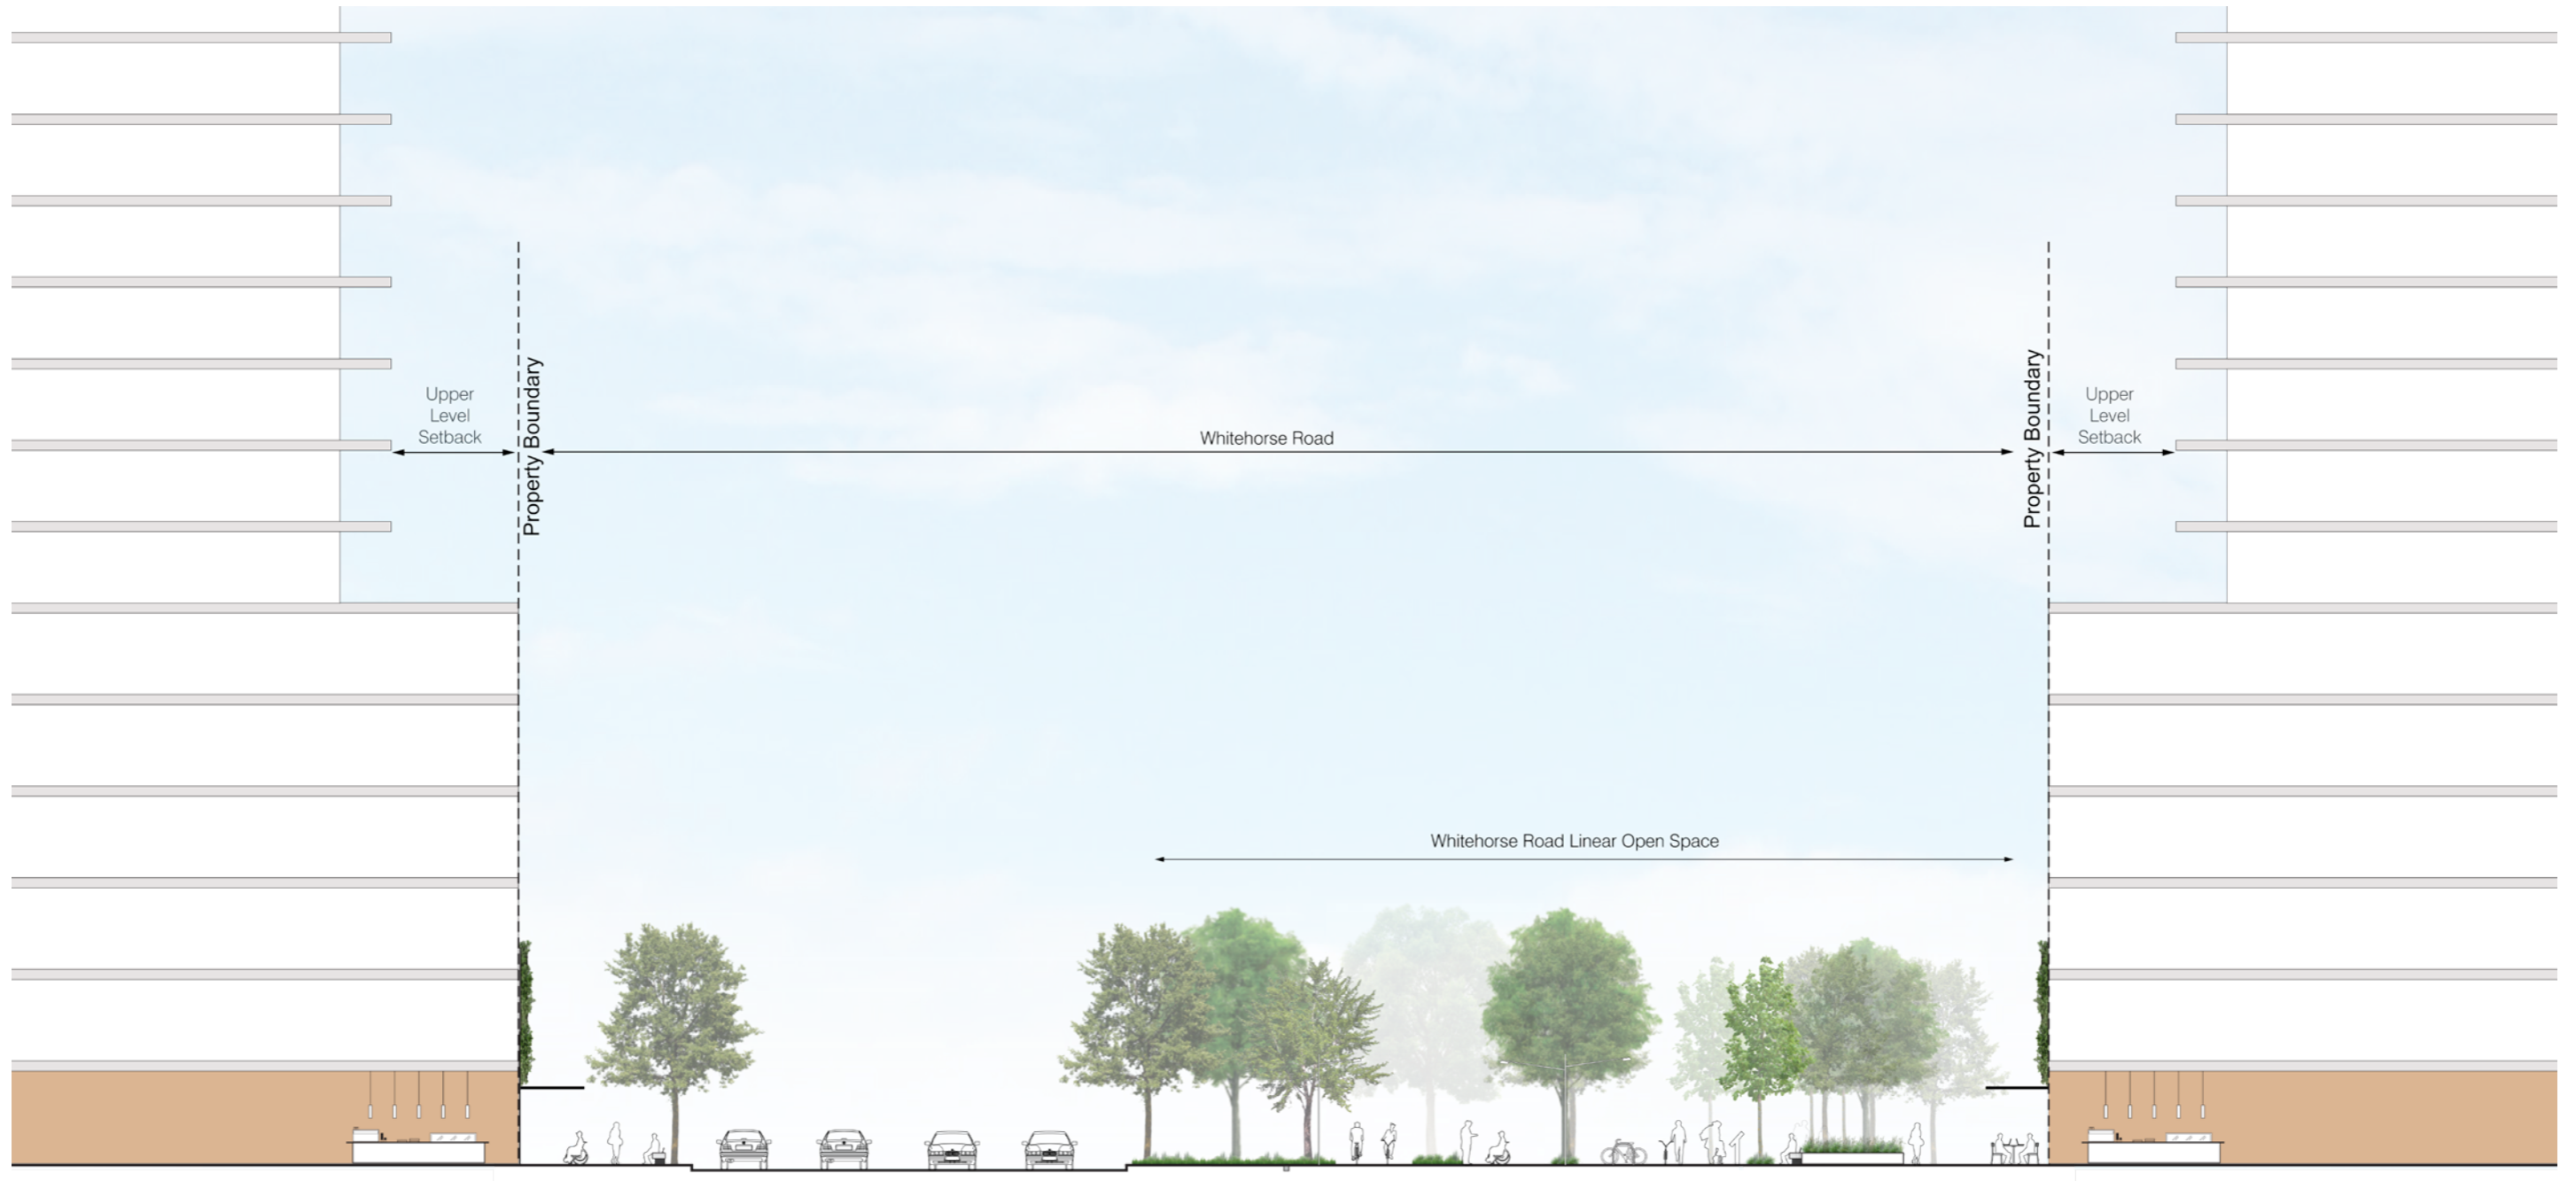 Upper
Level
Setback
Property Boundary
Whitehorse Road
Property Boundary
Upper
Level
Setback
Whitehorse Road Linear Open Space